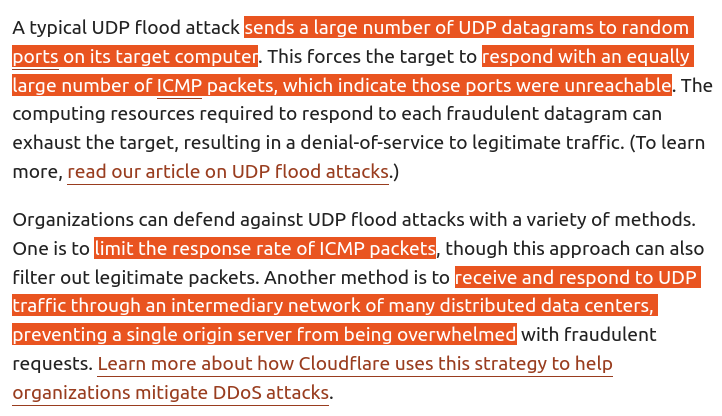 A typical UDP flood attack sends a large number of UDP datagrams to random
ports on its target computer. This forces the target to respond with an equally
large number of ICMP packets, which indicate those ports were unreachable. The
computing resources required to respond to each fraudulent datagram can
exhaust the target, resulting in a denial-of-service to legitimate traffic. (To learn
more, read our article on UDP flood attacks.)
Organizations can defend against UDP flood attacks with a variety of methods.
One is to limit the response rate of ICMP packets, though this approach can also
filter out legitimate packets. Another method is to receive and respond to UDP
traffic through an intermediary network of many distributed data centers,
preventing a single origin server from being overwhelmed with fraudulent
requests. Learn more about how Cloudflare uses this strategy to help
organizations mitigate DDoS attacks.